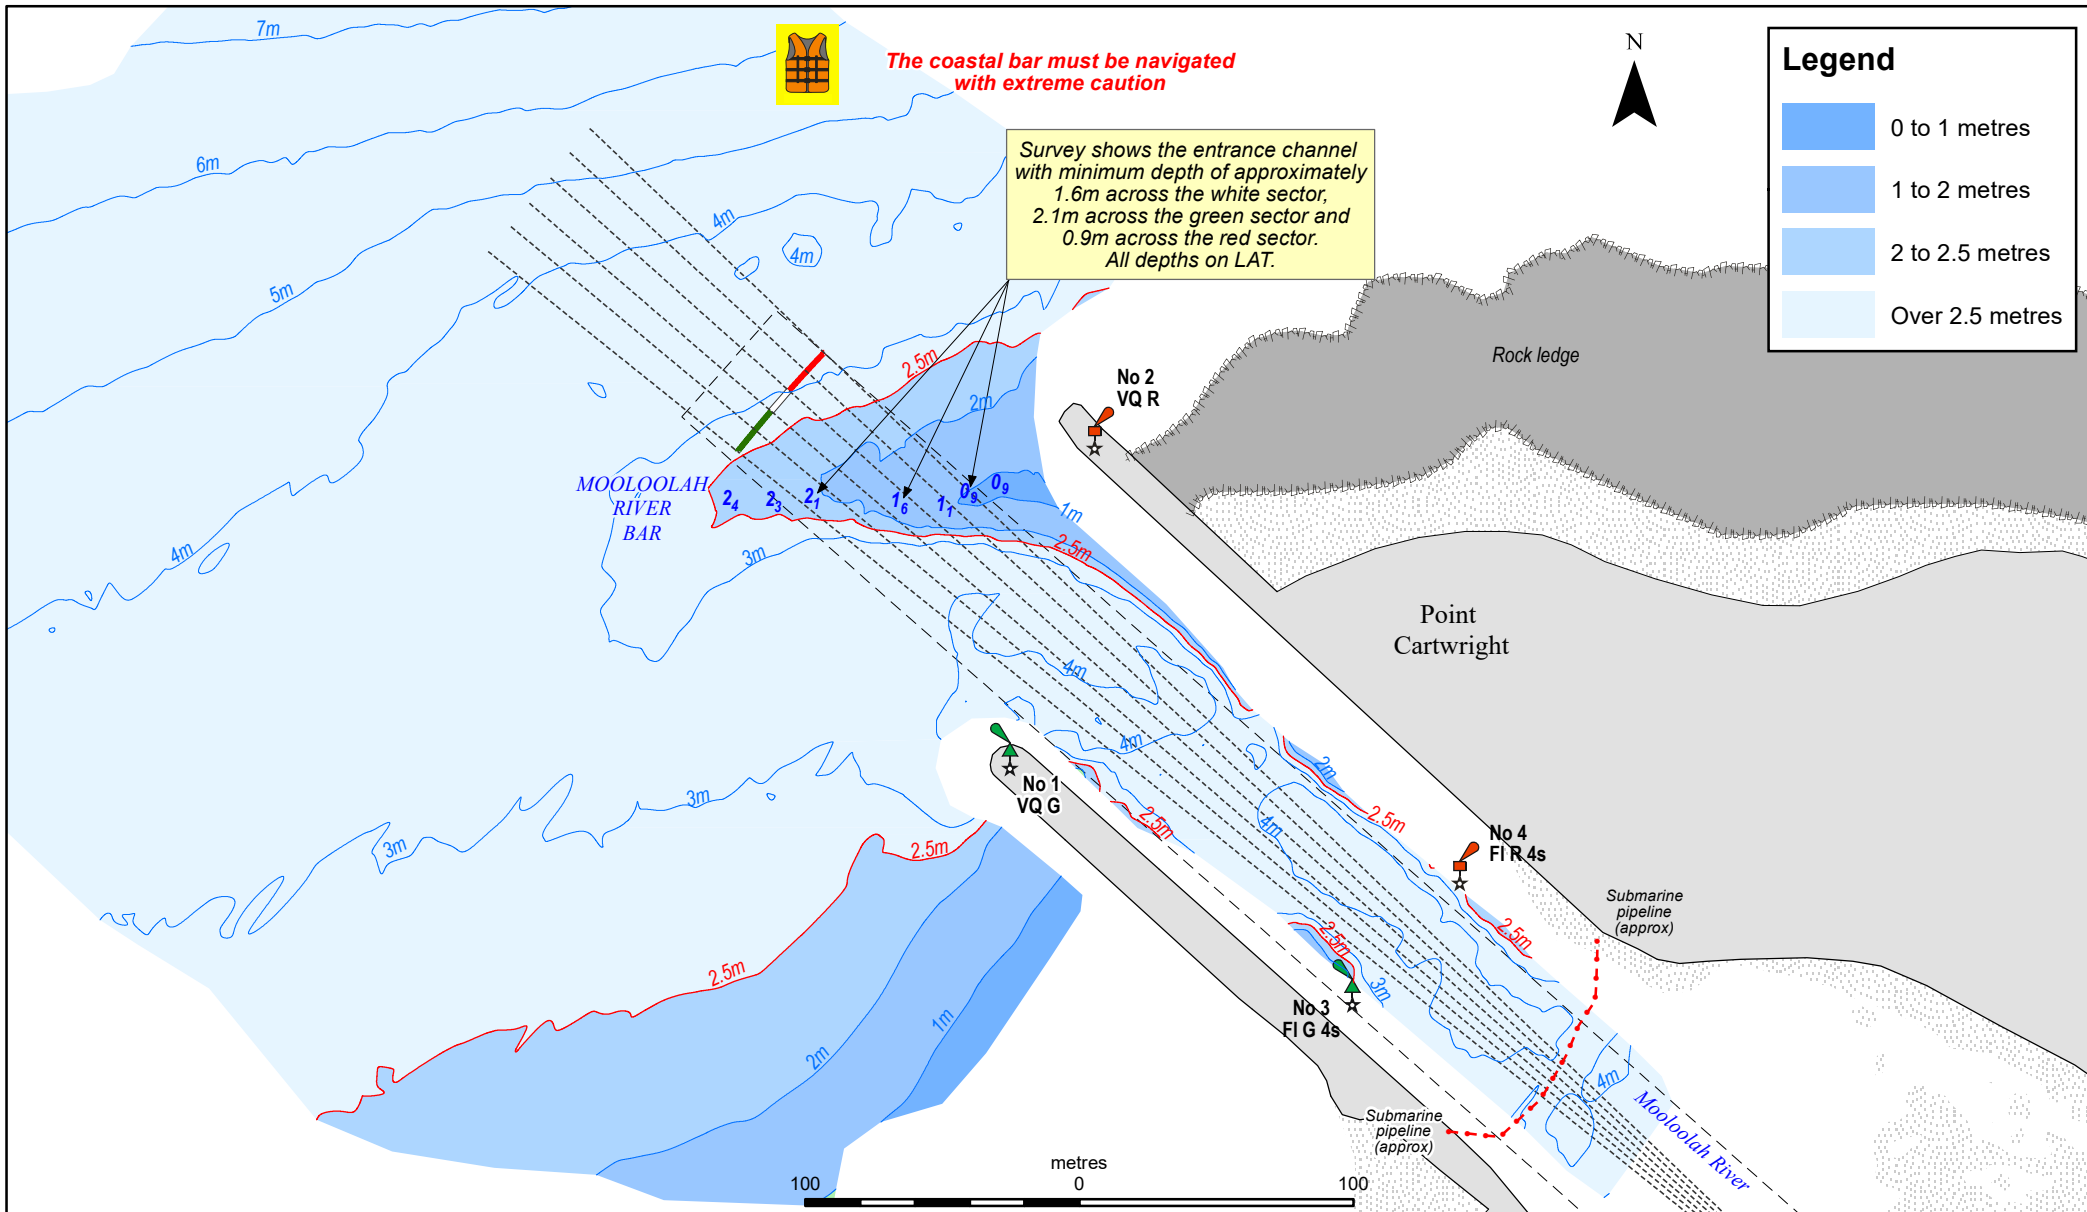 7m
The coastal bar must be navigated
with extreme caution
N
Legend
0 to 1 metres
1 to 2 metres
2 to 2.5 metres
Over 2.5 metres
Survey shows the entrance channel
with minimum depth of approximately
1.6m across the white sector,
2.1m across the green sector and
0.9m across the red sector.
All depths on LAT.
6m
4m
4m
5m
2.5m
2m
No 2
VQ R
Rock ledge
MOOLOOLAH
RIVER
BAR
2₄
2₃
2₁
1₆
1₁
0₉
0₉
1m
2.5m
4m
3m
Point
Cartwright
4m
4m
No 1
VQ G
3m
3m
2.5m
2m
2.5m
2.5m
4m
No 4
Fl R 4s
Submarine
pipeline
(approx)
2.5m
2.5m
3m
No 3
Fl G 4s
2.5m
1m
2m
4m
Mooloolah River
Submarine
pipeline
(approx)
metres
100
0
100